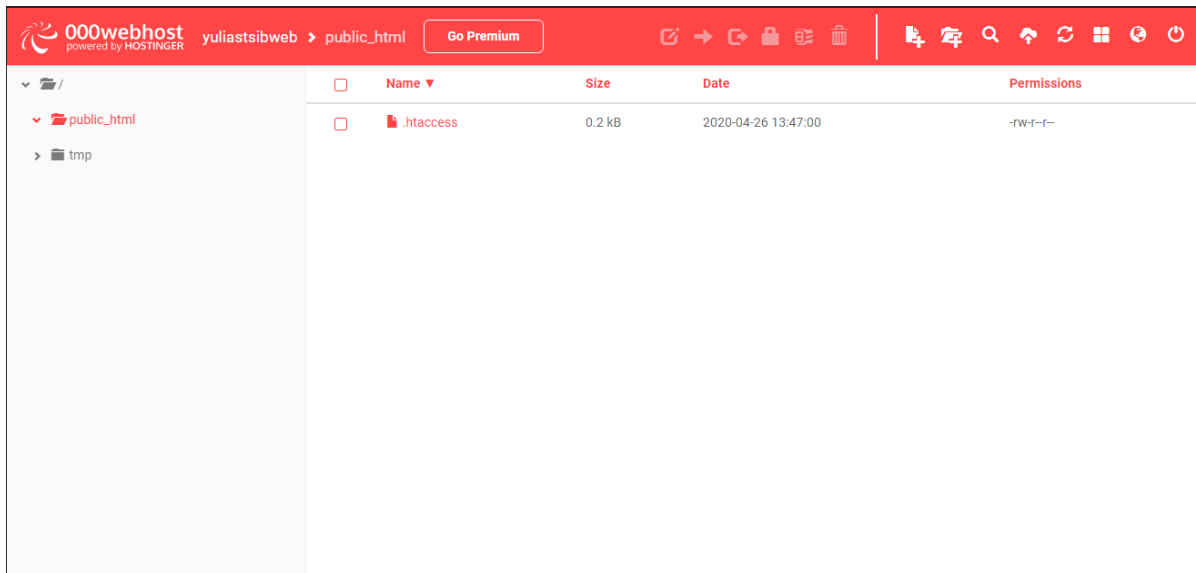 000webhost
powered by HOSTINGER
yuliastsibweb > public_html
Go Premium
/
public_html
tmp
Name ▼ Size Date Permissions
.htaccess 0.2 kB 2020-04-26 13:47:00 -rw-r--r--